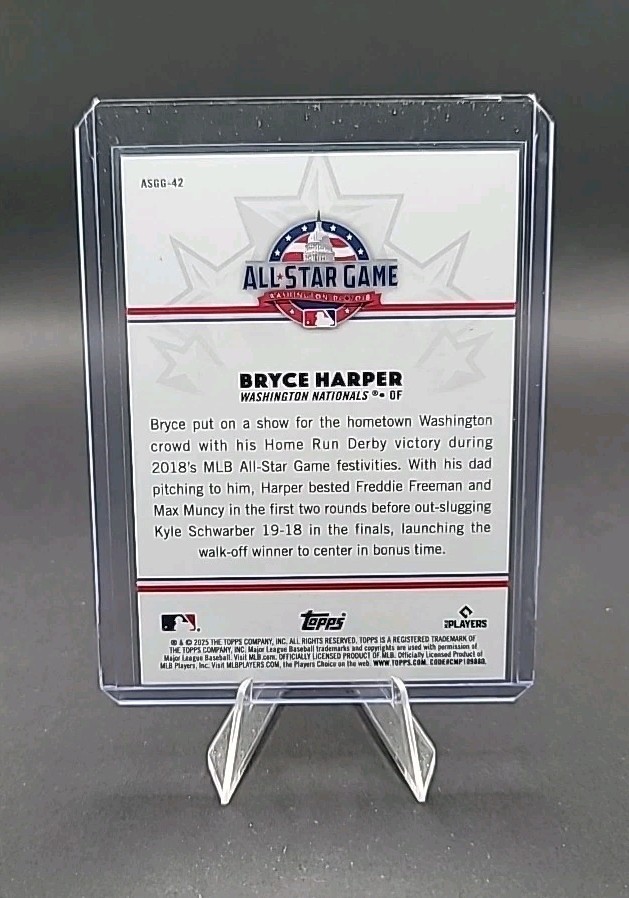 ASGG-42
ALL★STAR GAME
WASHINGTON D.C. 2018
BRYCE HARPER
WASHINGTON NATIONALS ®• OF
Bryce put on a show for the hometown Washington
crowd with his Home Run Derby victory during
2018's MLB All-Star Game festivities. With his dad
pitching to him, Harper bested Freddie Freeman and
Max Muncy in the first two rounds before out-slugging
Kyle Schwarber 19-18 in the finals, launching the
walk-off winner to center in bonus time.
Topps
PLAYERS
® & © 2025 THE TOPPS COMPANY, INC. ALL RIGHTS RESERVED. TOPPS IS A REGISTERED TRADEMARK OF
THE TOPPS COMPANY, INC. Major League Baseball trademarks and copyrights are used with permission of
Major League Baseball. Visit MLB.com. OFFICIALLY LICENSED PRODUCT OF MLB. Officially Licensed Product of
MLB Players, Inc. Visit MLBPLAYERS.COM, the Players Choice on the web. WWW.TOPPS.COM. CODE#CMP109880.